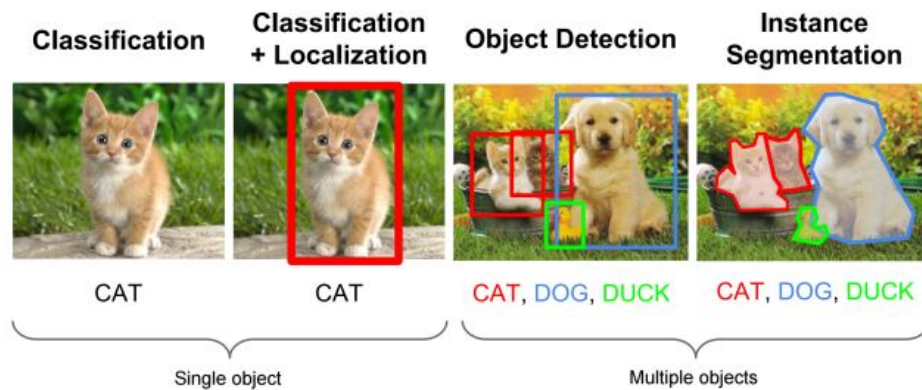 Classification
Classification
+ Localization
Object Detection
Instance
Segmentation
CAT
CAT
CAT, DOG, DUCK
CAT, DOG, DUCK
Single object
Multiple objects